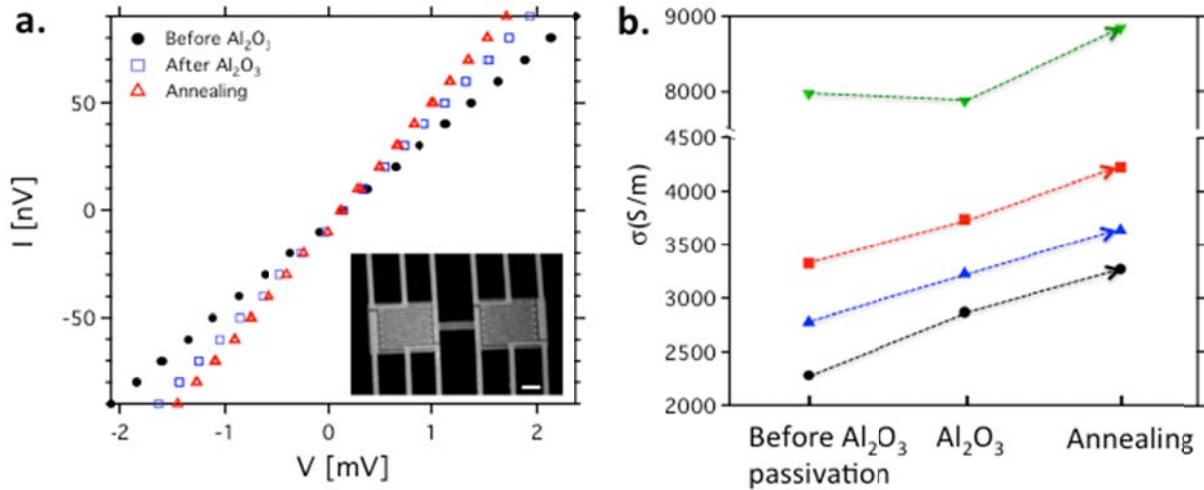 a.
Before Al₂O₃
After Al₂O₃
Annealing
I [nV]
50
0
-50
-2 -1 0 1 2
V [mV]
b.
σ(S/m)
9000
8000
4500
4000
3500
3000
2500
2000
Before Al₂O₃ Al₂O₃ Annealing
passivation